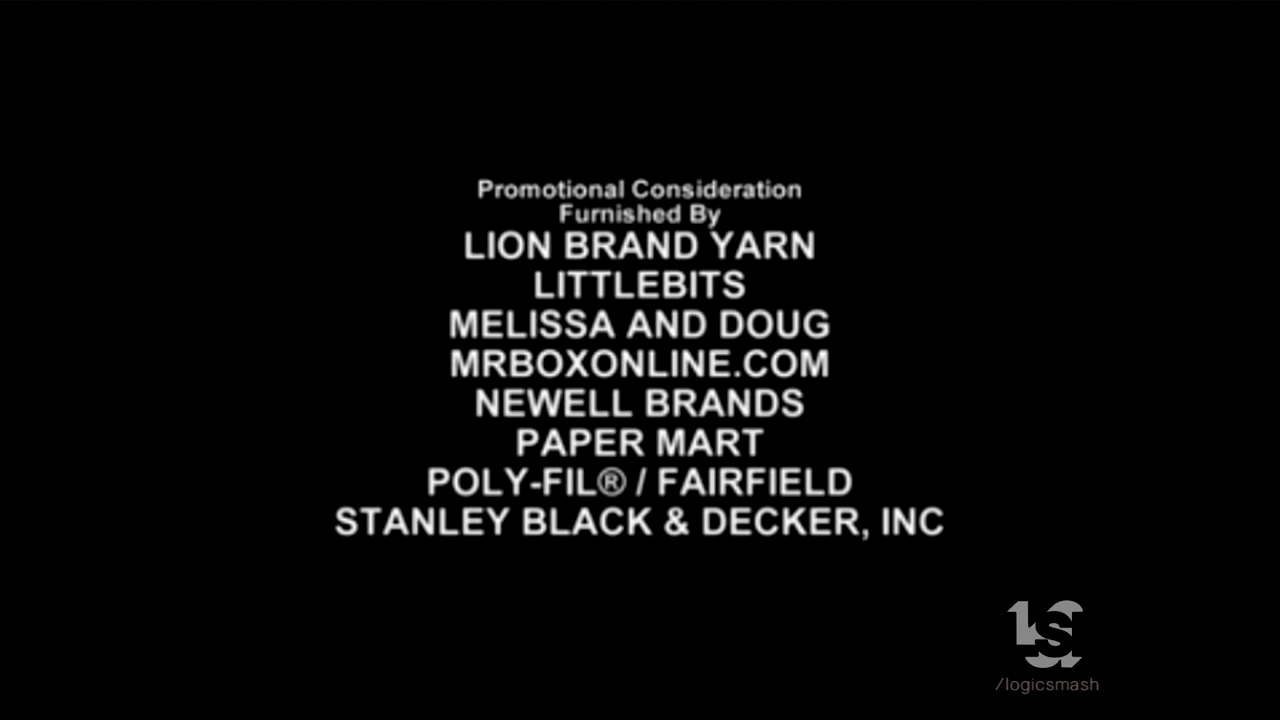 Promotional Consideration
Furnished By
LION BRAND YARN
LITTLEBITS
MELISSA AND DOUG
MRBOXONLINE.COM
NEWELL BRANDS
PAPER MART
POLY-FIL® / FAIRFIELD
STANLEY BLACK & DECKER, INC
/logicsmash